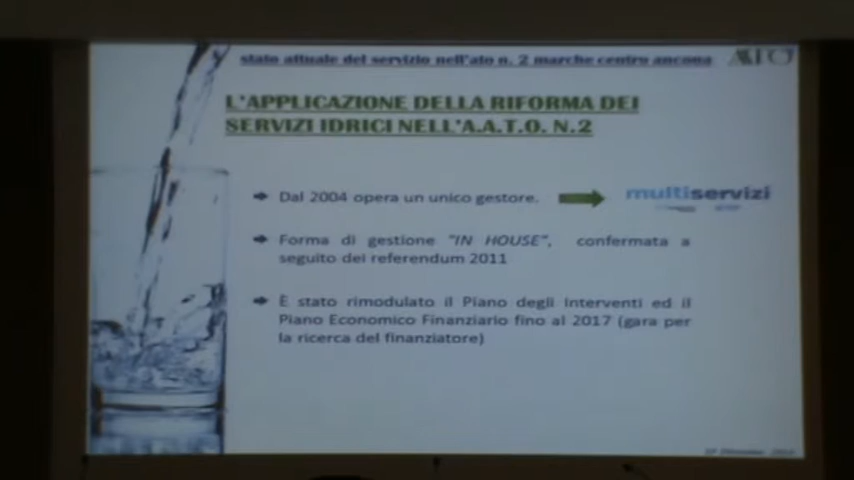 stato attuale del servizio nell'ato n. 2 marche centro ancona
AATO
L'APPLICAZIONE DELLA RIFORMA DEI
SERVIZI IDRICI NELL'A.A.T.O. N.2
Dal 2004 opera un unico gestore.
multiservizi
Forma di gestione "IN HOUSE", confermata a
seguito dei referendum 2011
È stato rimodulato il Piano degli Interventi ed il
Piano Economico Finanziario fino al 2017 (gara per
la ricerca del finanziatore)